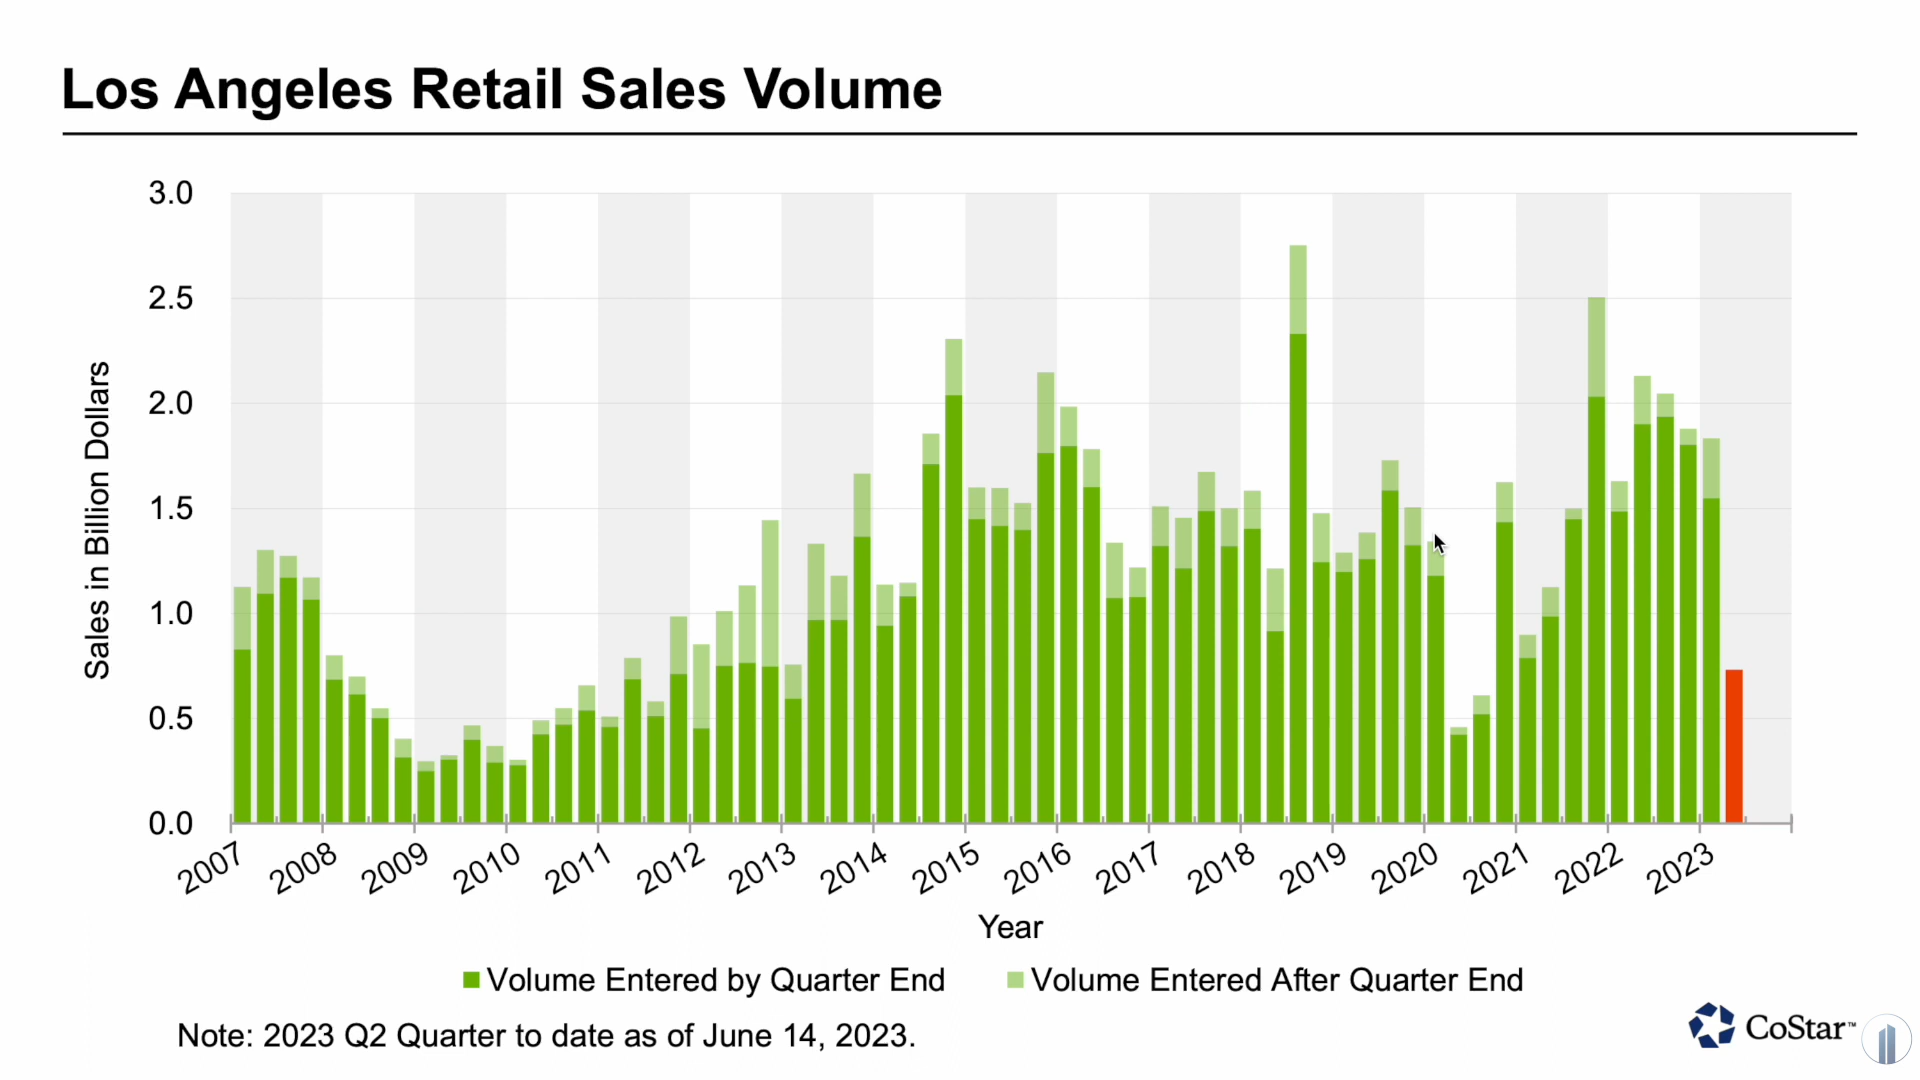 Los Angeles Retail Sales Volume
3.0
2.5
2.0
1.5
1.0
0.5
0.0
Sales in Billion Dollars
2007 2008 2009 2010 2011 2012 2013 2014 2015 2016 2017 2018 2019 2020 2021 2022 2023
Year
Volume Entered by Quarter End Volume Entered After Quarter End
Note: 2023 Q2 Quarter to date as of June 14, 2023.
CoStar™